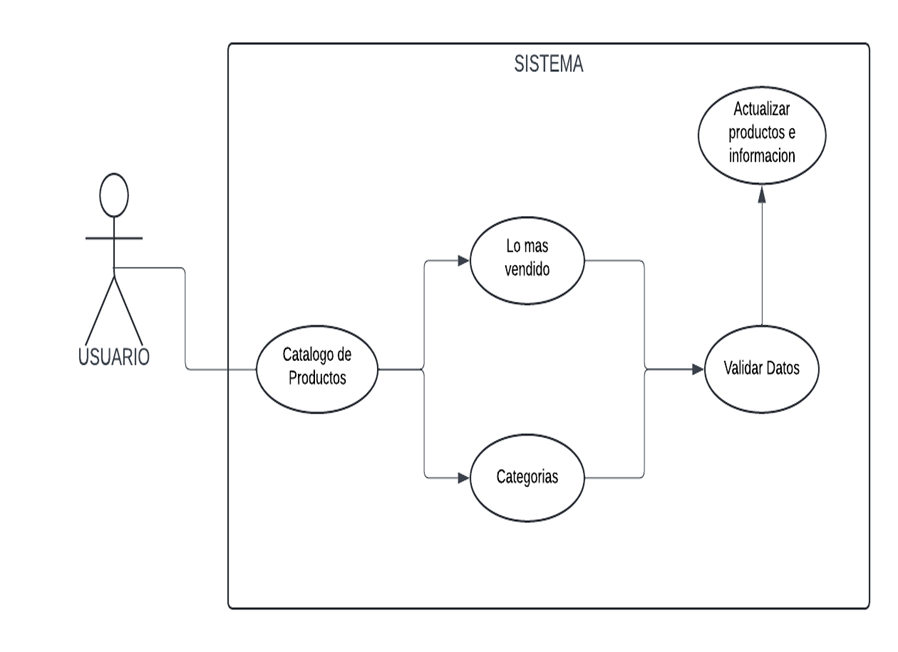 SISTEMA
Actualizar
productos e
informacion
Lo mas
vendido
USUARIO
Catalogo de
Productos
Validar Datos
Categorias